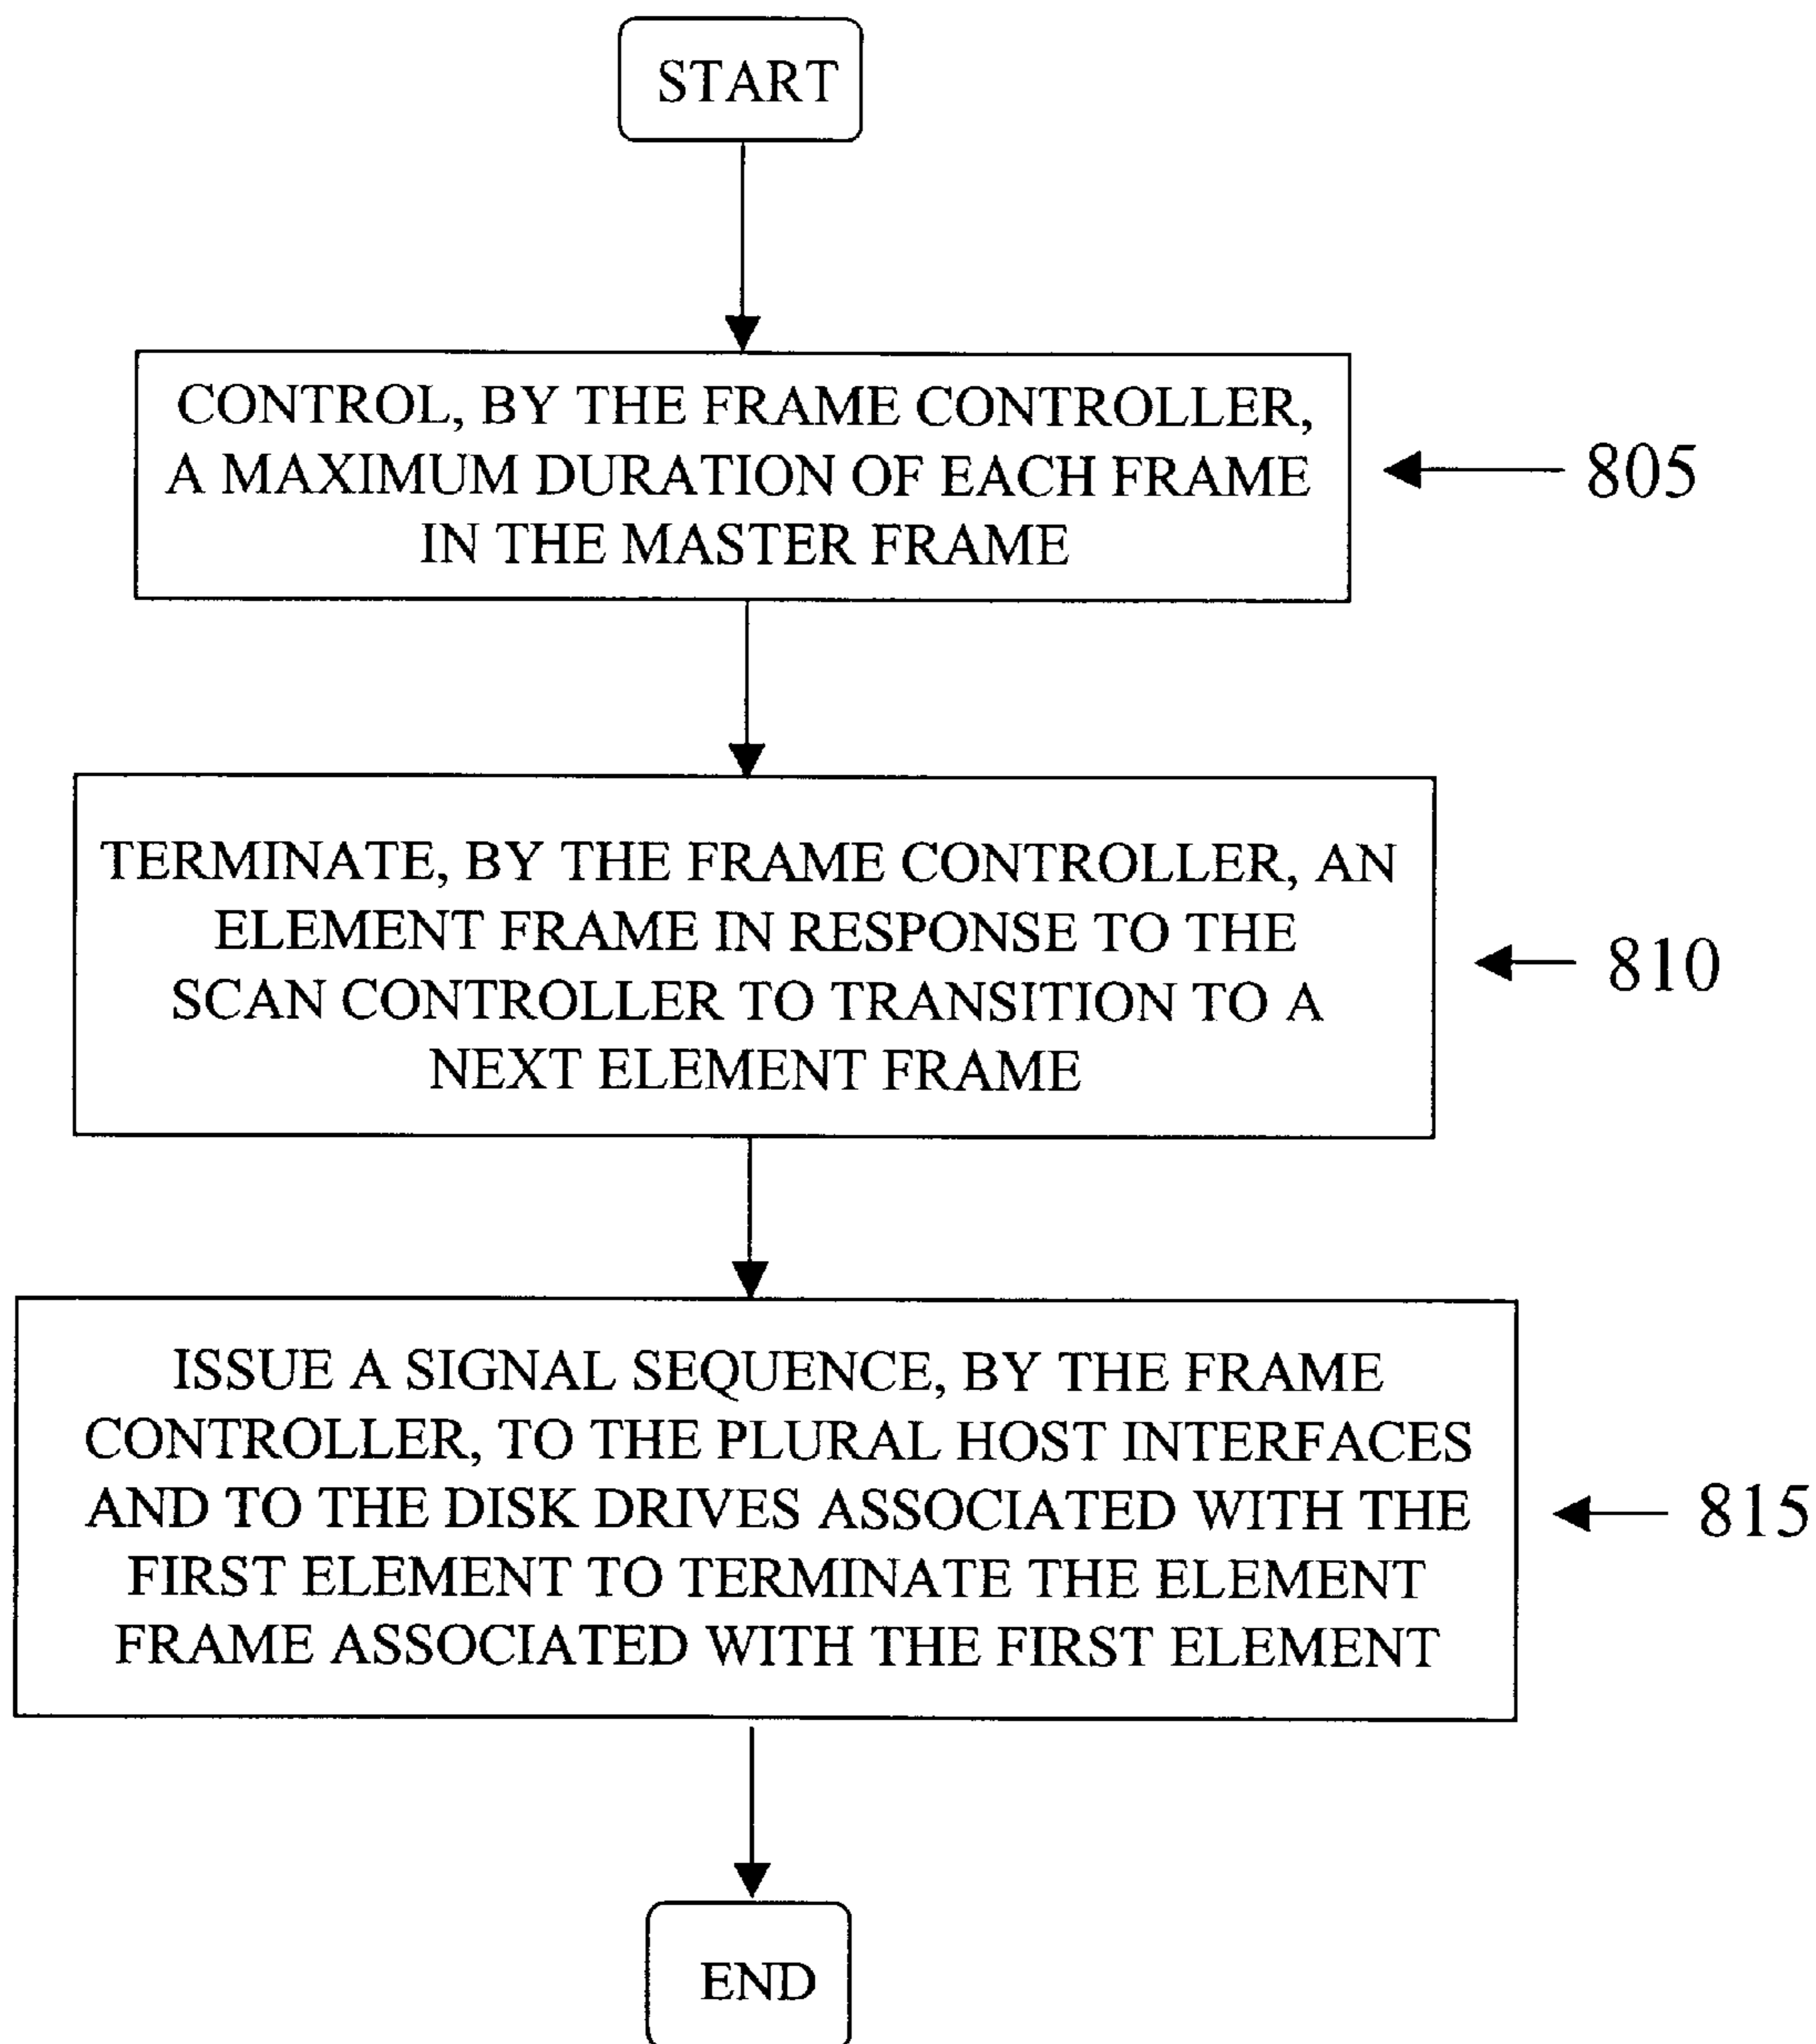 START
CONTROL, BY THE FRAME CONTROLLER,
A MAXIMUM DURATION OF EACH FRAME
IN THE MASTER FRAME
805
TERMINATE, BY THE FRAME CONTROLLER, AN
ELEMENT FRAME IN RESPONSE TO THE
SCAN CONTROLLER TO TRANSITION TO A
NEXT ELEMENT FRAME
810
ISSUE A SIGNAL SEQUENCE, BY THE FRAME
CONTROLLER, TO THE PLURAL HOST INTERFACES
AND TO THE DISK DRIVES ASSOCIATED WITH THE
FIRST ELEMENT TO TERMINATE THE ELEMENT
FRAME ASSOCIATED WITH THE FIRST ELEMENT
815
END